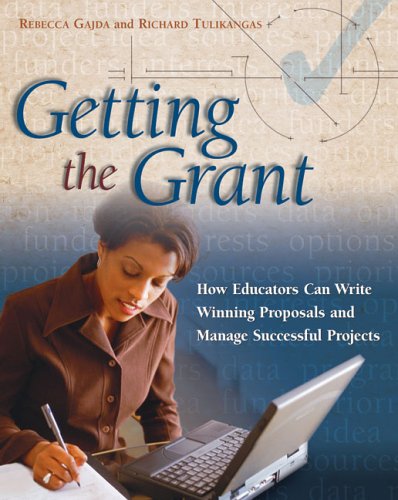 REBECCA GAJDA AND RICHARD TULIKANGAS
Getting
the Grant
How Educators Can Write
Winning Proposals and
Manage Successful Projects